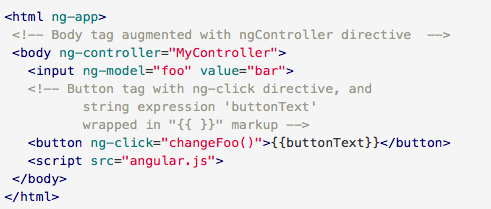 <html ng-app>
<!-- Body tag augmented with ngController directive  -->
<body ng-controller="MyController">
<input ng-model="foo" value="bar">
<!-- Button tag with ng-click directive, and
string expression 'buttonText'
wrapped in "{{ }}" markup -->
<button ng-click="changeFoo()">{{buttonText}}</button>
<script src="angular.js">
</body>
</html>